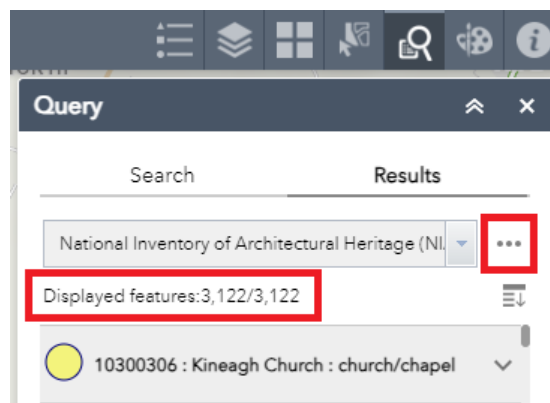 Query
Search Results
National Inventory of Architectural Heritage (NI.
Displayed features:3,122/3,122
10300306 : Kineagh Church : church/chapel